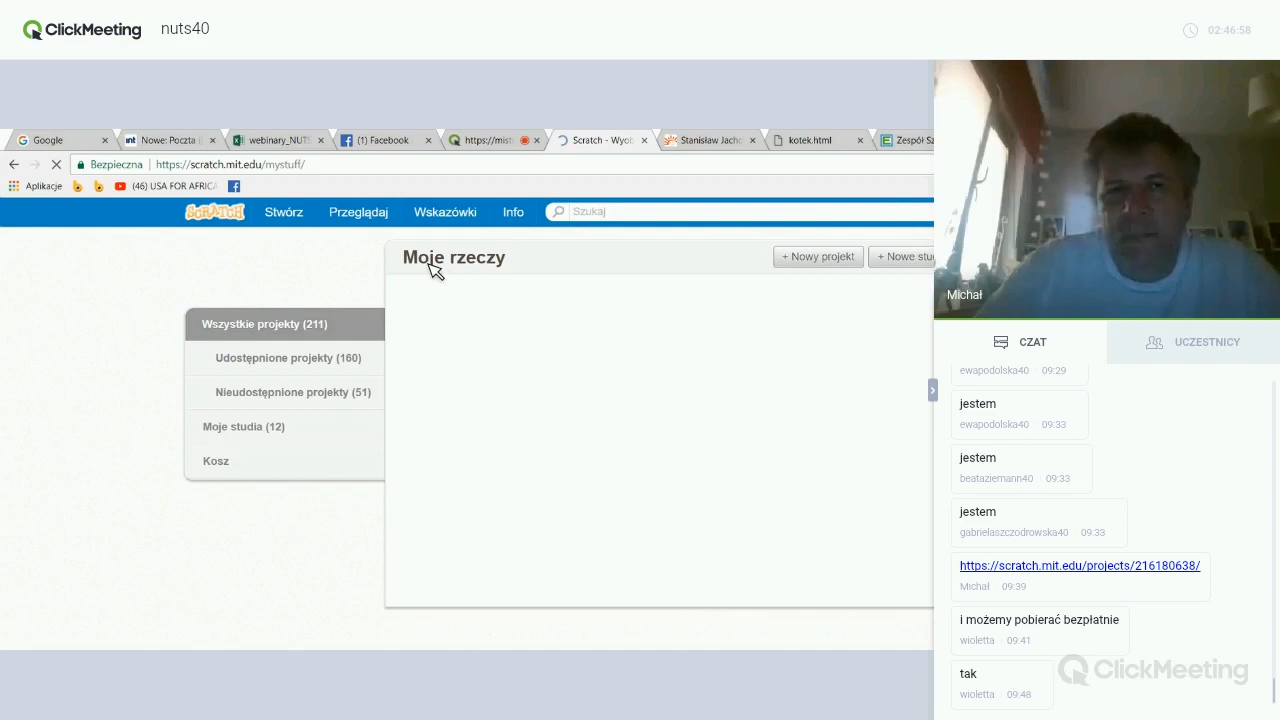 ClickMeeting
nuts40
02:46:58
Google
Nowe: Poczta
webinary_NUTS
(1) Facebook
https://mist
Scratch - Wyob
Stanisław Jacho
kotek.html
Zespół Sz
Bezpieczna
https://scratch.mit.edu/mystuff/
Aplikacje
(46) USA FOR AFRICA
SCRATCH
Stwórz
Przeglądaj
Wskazówki
Info
Szukaj
Moje rzeczy
+ Nowy projekt
+ Nowe stu
Wszystkie projekty (211)
Udostępnione projekty (160)
Nieudostępnione projekty (51)
Moje studia (12)
Kosz
Michał
CZAT
UCZESTNICY
ewapodolska40 09:29
jestem
ewapodolska40 09:33
jestem
beataziemann40 09:33
jestem
gabrielaszczodrowska40 09:33
https://scratch.mit.edu/projects/216180638/
Michał 09:39
i możemy pobierać bezpłatnie
wioletta 09:41
tak
wioletta 09:48
ClickMeeting